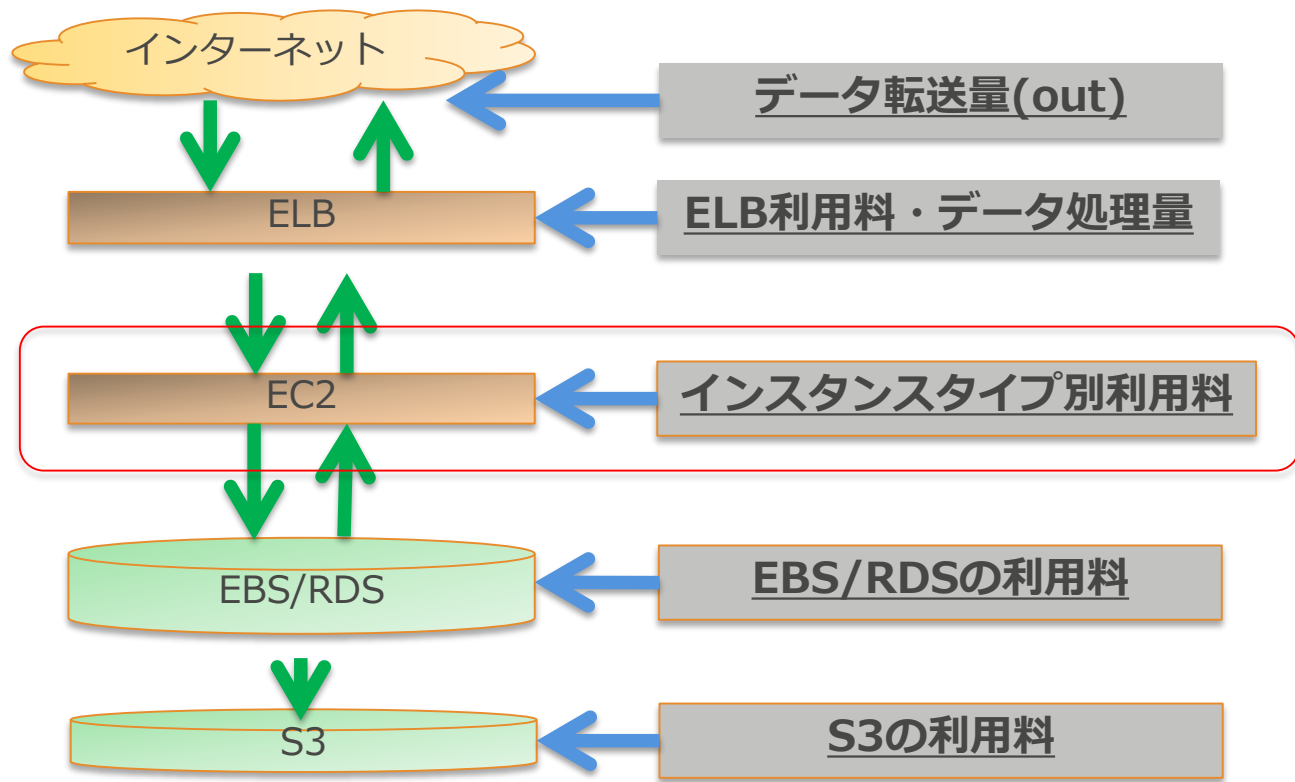 インターネット
データ転送量(out)
ELB
ELB利用料・データ処理量
EC2
インスタンスタイプ別利用料
EBS/RDS
EBS/RDSの利用料
S3
S3の利用料